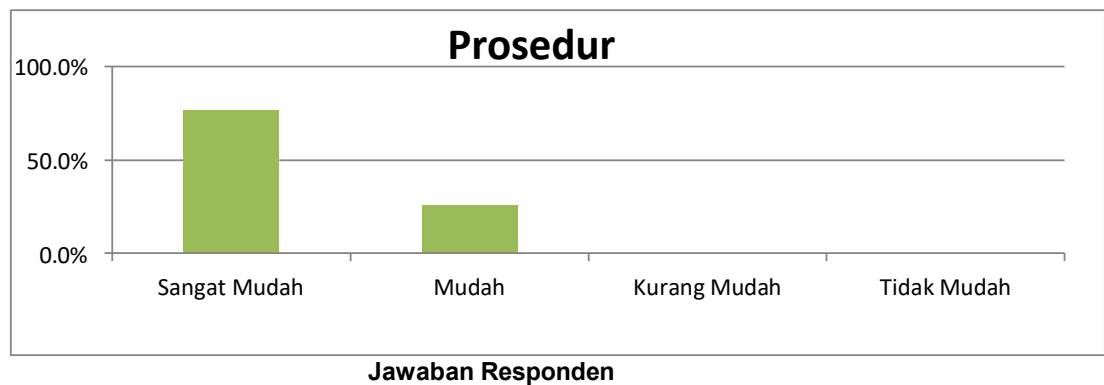 Prosedur
100.0%
50.0%
0.0%
Sangat Mudah Mudah Kurang Mudah Tidak Mudah
Jawaban Responden